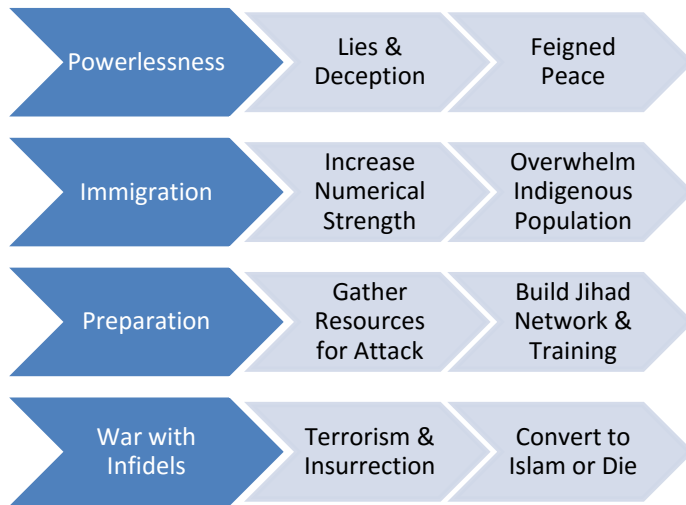 Powerlessness
Lies &
Deception
Feigned
Peace
Immigration
Increase
Numerical
Strength
Overwhelm
Indigenous
Population
Preparation
Gather
Resources
for Attack
Build Jihad
Network &
Training
War with
Infidels
Terrorism &
Insurrection
Convert to
Islam or Die